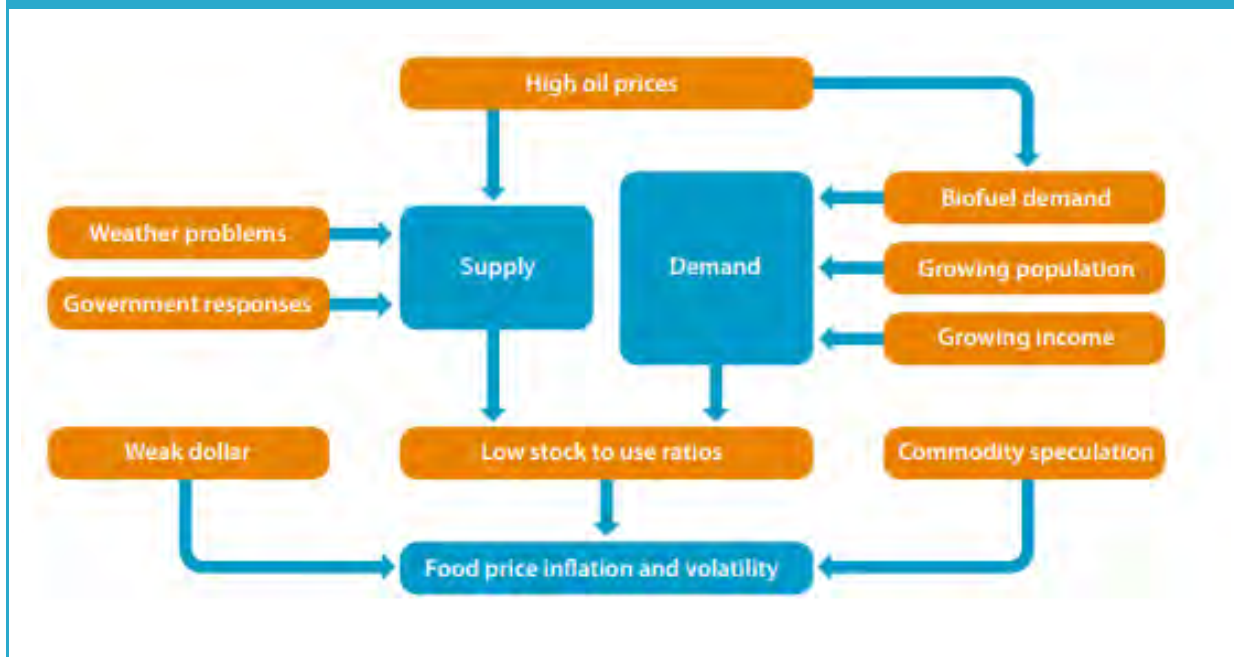 High oil prices
Biofuel demand
Weather problems
Supply
Demand
Growing population
Government responses
Growing income
Weak dollar
Low stock to use ratios
Commodity speculation
Food price inflation and volatility